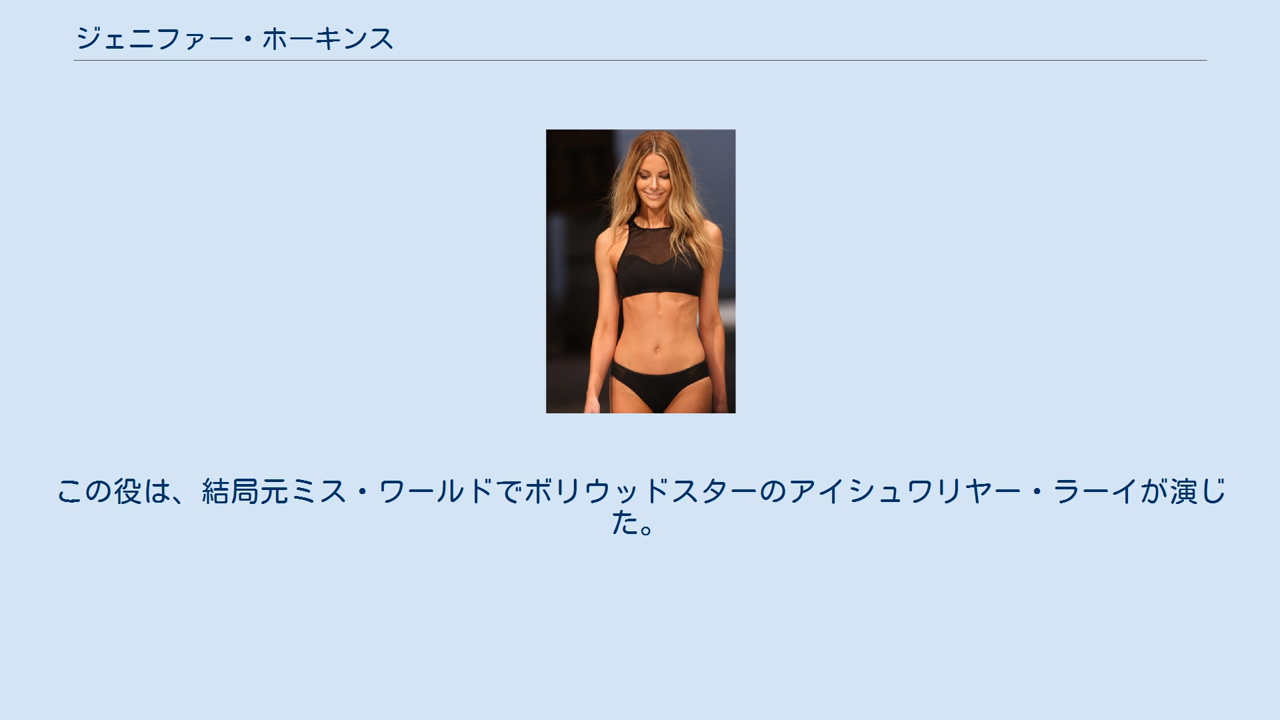 ジェニファー・ホーキンス
この役は、結局元ミス・ワールドでボリウッドスターのアイシュワリヤー・ラーイが演じ
た。